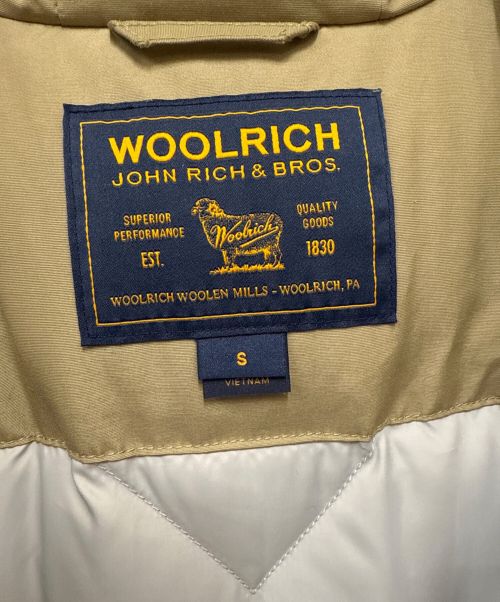 WOOLRICH
JOHN RICH & BROS.
SUPERIOR
PERFORMANCE
EST.
Woolrich
QUALITY
GOODS
1830
WOOLRICH WOOLEN MILLS - WOOLRICH, PA
S
VIETNAM